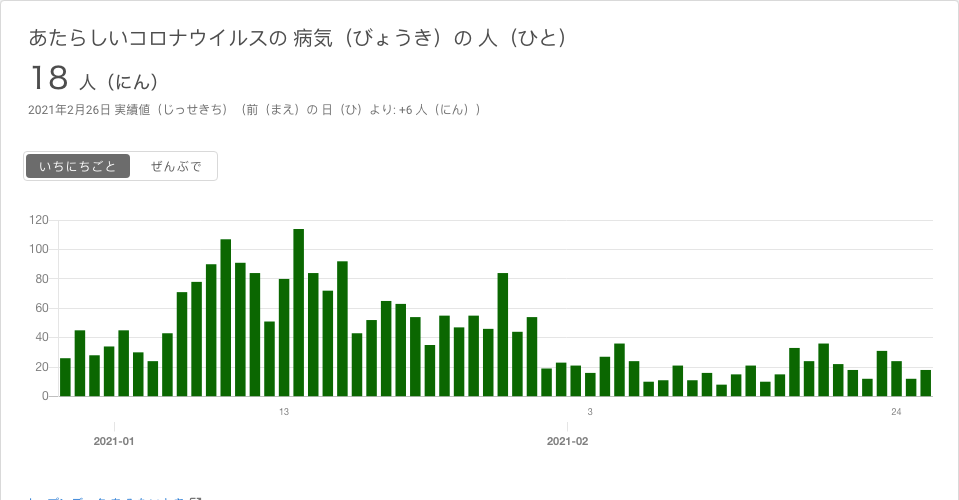 あたらしいコロナウイルスの 病気（びょうき）の 人（ひと）
18 人（にん）
2021年2月26日 実績値（じっせきち）（前（まえ）の 日（ひ）より: +6 人（にん））
いちにちごと ぜんぶで
120
100
80
60
40
20
0
13 3 24
2021-01 2021-02